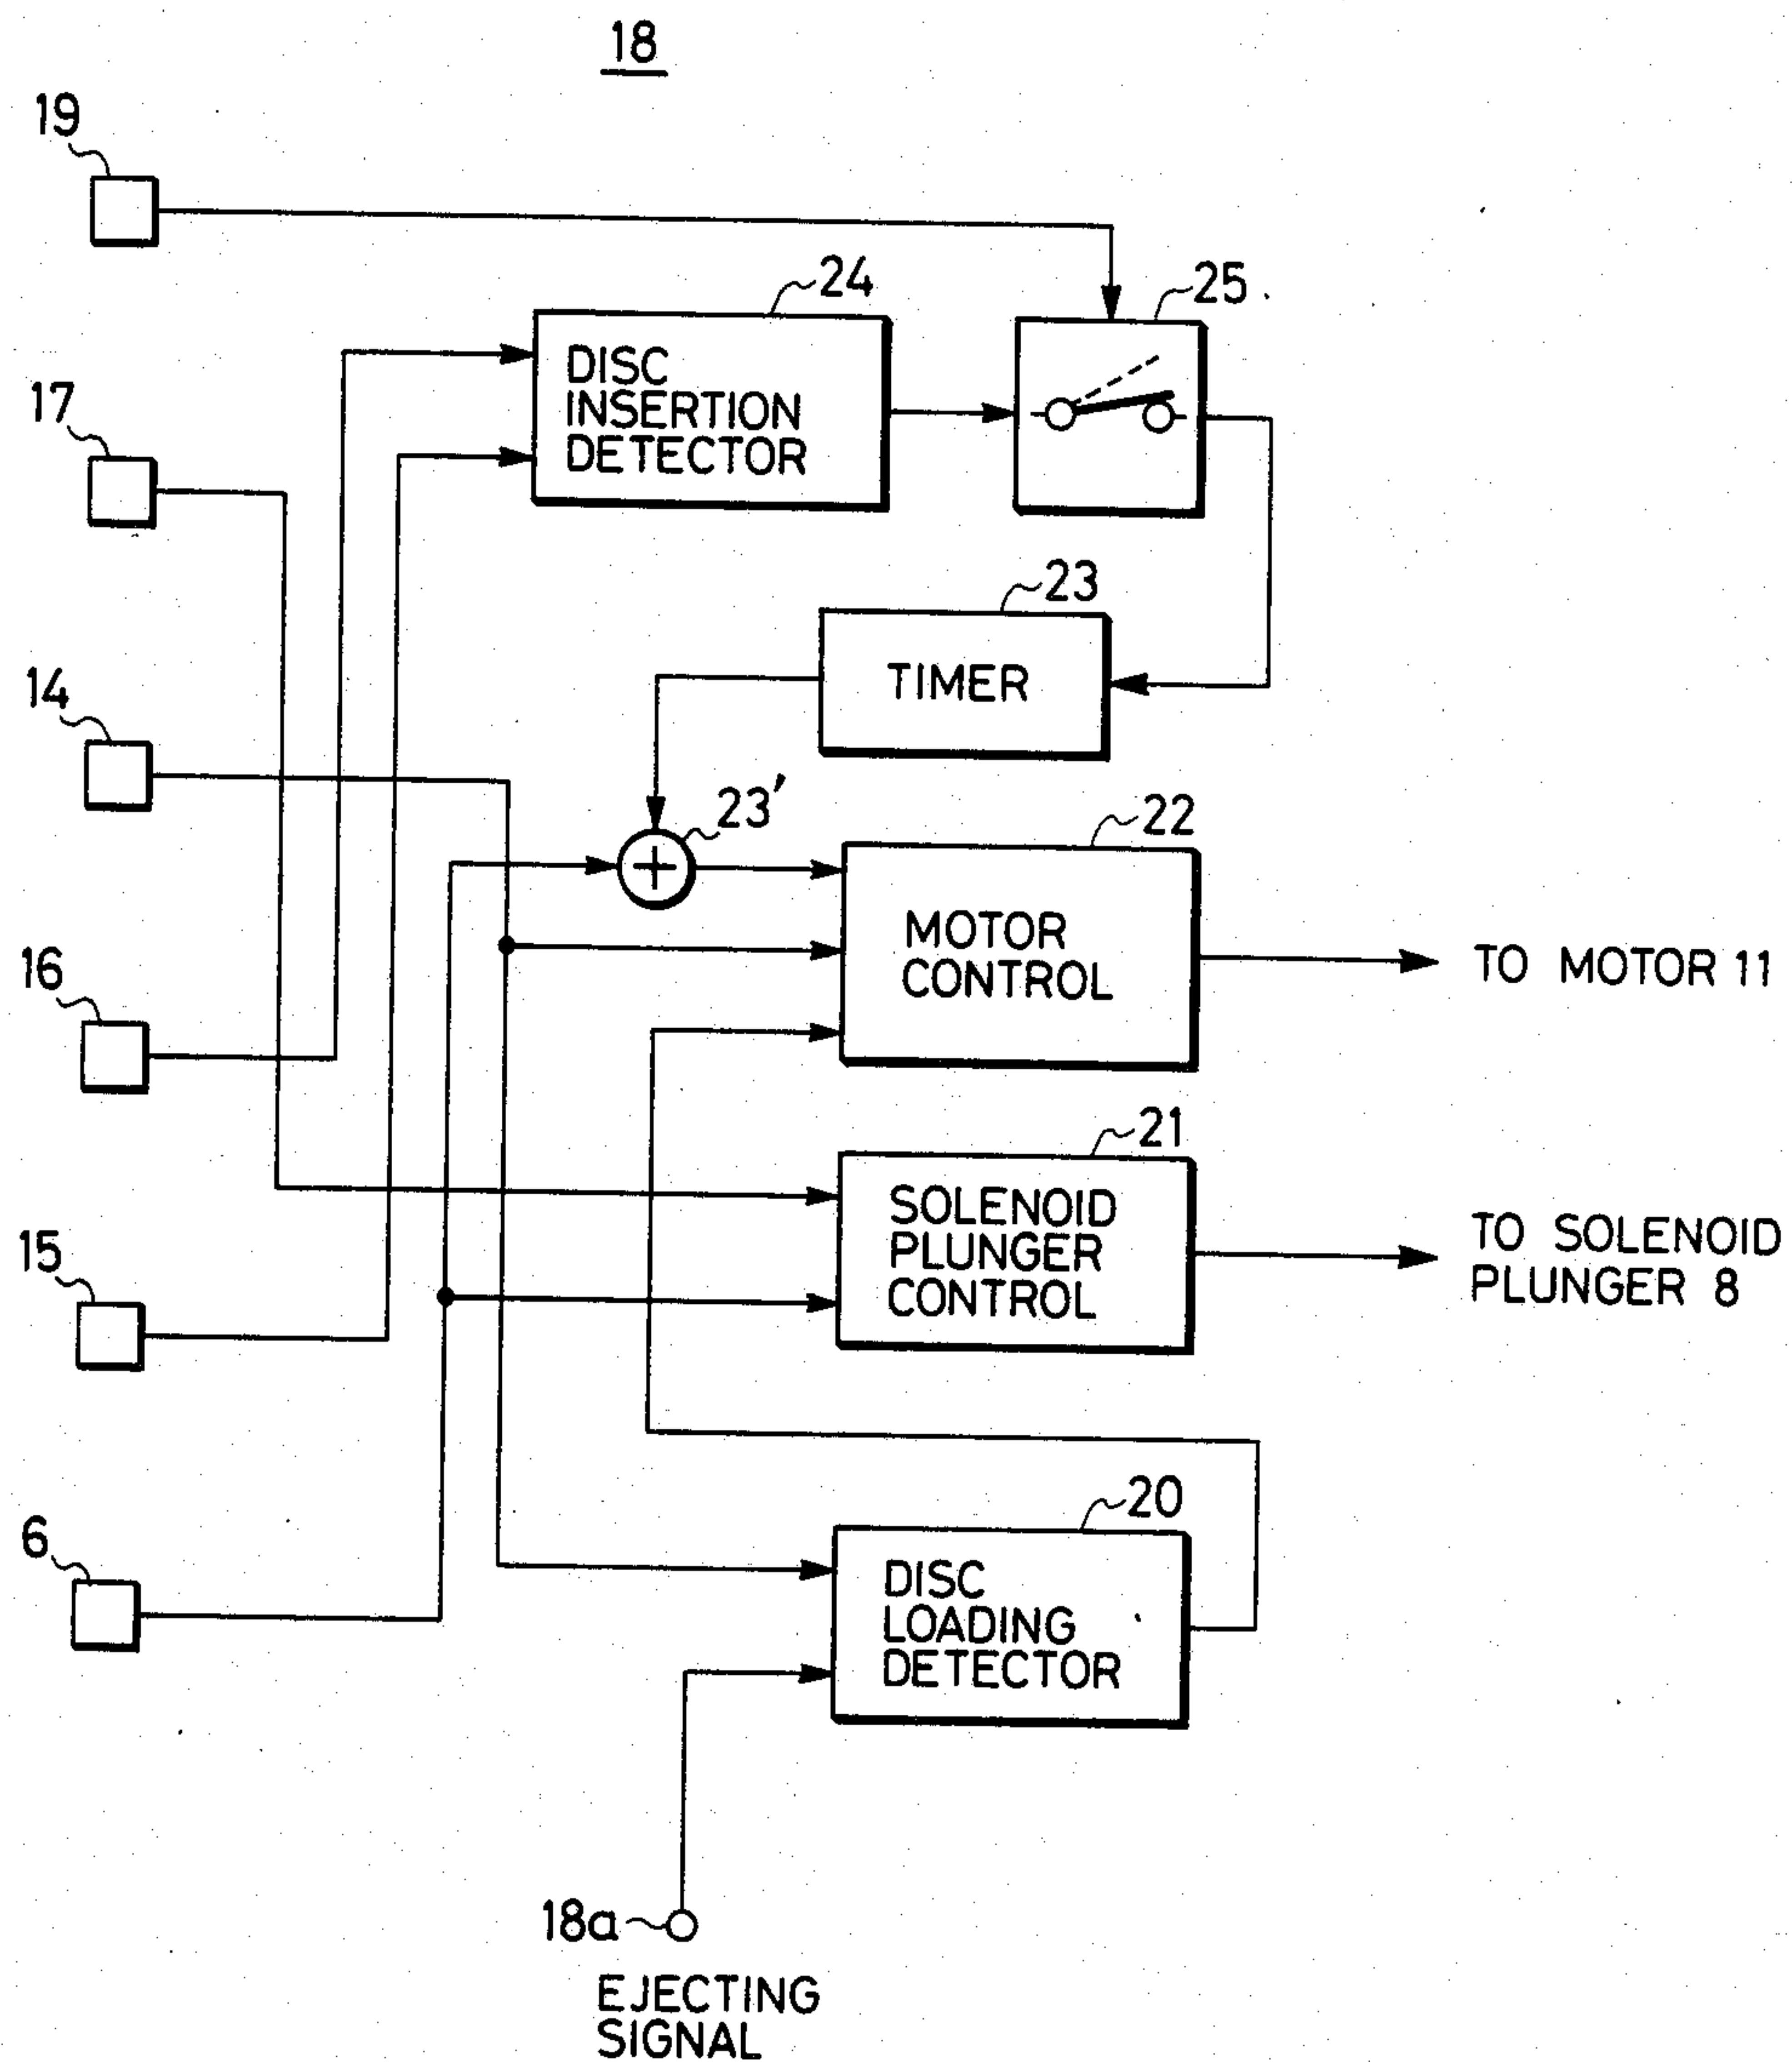 18
19
24
25
DISC
INSERTION
DETECTOR
17
23
TIMER
14
23'
22
MOTOR
CONTROL
TO MOTOR 11
16
21
SOLENOID
PLUNGER
CONTROL
TO SOLENOID
PLUNGER 8
15
20
DISC
LOADING
DETECTOR
6
18a
EJECTING
SIGNAL